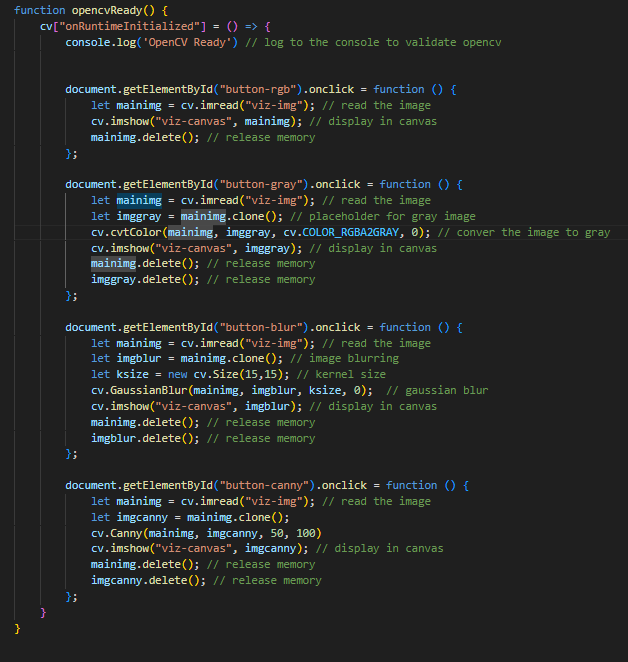 function opencvReady() {
    cv["onRuntimeInitialized"] = () => {
        console.log('OpenCV Ready') // log to the console to validate opencv


        document.getElementById("button-rgb").onclick = function () {
            let mainimg = cv.imread("viz-img"); // read the image
            cv.imshow("viz-canvas", mainimg); // display in canvas
            mainimg.delete(); // release memory
        };

        document.getElementById("button-gray").onclick = function () {
            let mainimg = cv.imread("viz-img"); // read the image
            let imggray = mainimg.clone(); // placeholder for gray image
            cv.cvtColor(mainimg, imggray, cv.COLOR_RGBA2GRAY, 0); // conver the image to gray
            cv.imshow("viz-canvas", imggray); // display in canvas
            mainimg.delete(); // release memory
            imggray.delete(); // release memory
        };

        document.getElementById("button-blur").onclick = function () {
            let mainimg = cv.imread("viz-img"); // read the image
            let imgblur = mainimg.clone(); // image blurring
            let ksize = new cv.Size(15,15); // kernel size
            cv.GaussianBlur(mainimg, imgblur, ksize, 0);  // gaussian blur
            cv.imshow("viz-canvas", imgblur); // display in canvas
            mainimg.delete(); // release memory
            imgblur.delete(); // release memory
        };

        document.getElementById("button-canny").onclick = function () {
            let mainimg = cv.imread("viz-img"); // read the image
            let imgcanny = mainimg.clone();
            cv.Canny(mainimg, imgcanny, 50, 100)
            cv.imshow("viz-canvas", imgcanny); // display in canvas
            mainimg.delete(); // release memory
            imgcanny.delete(); // release memory
        };
    }
}